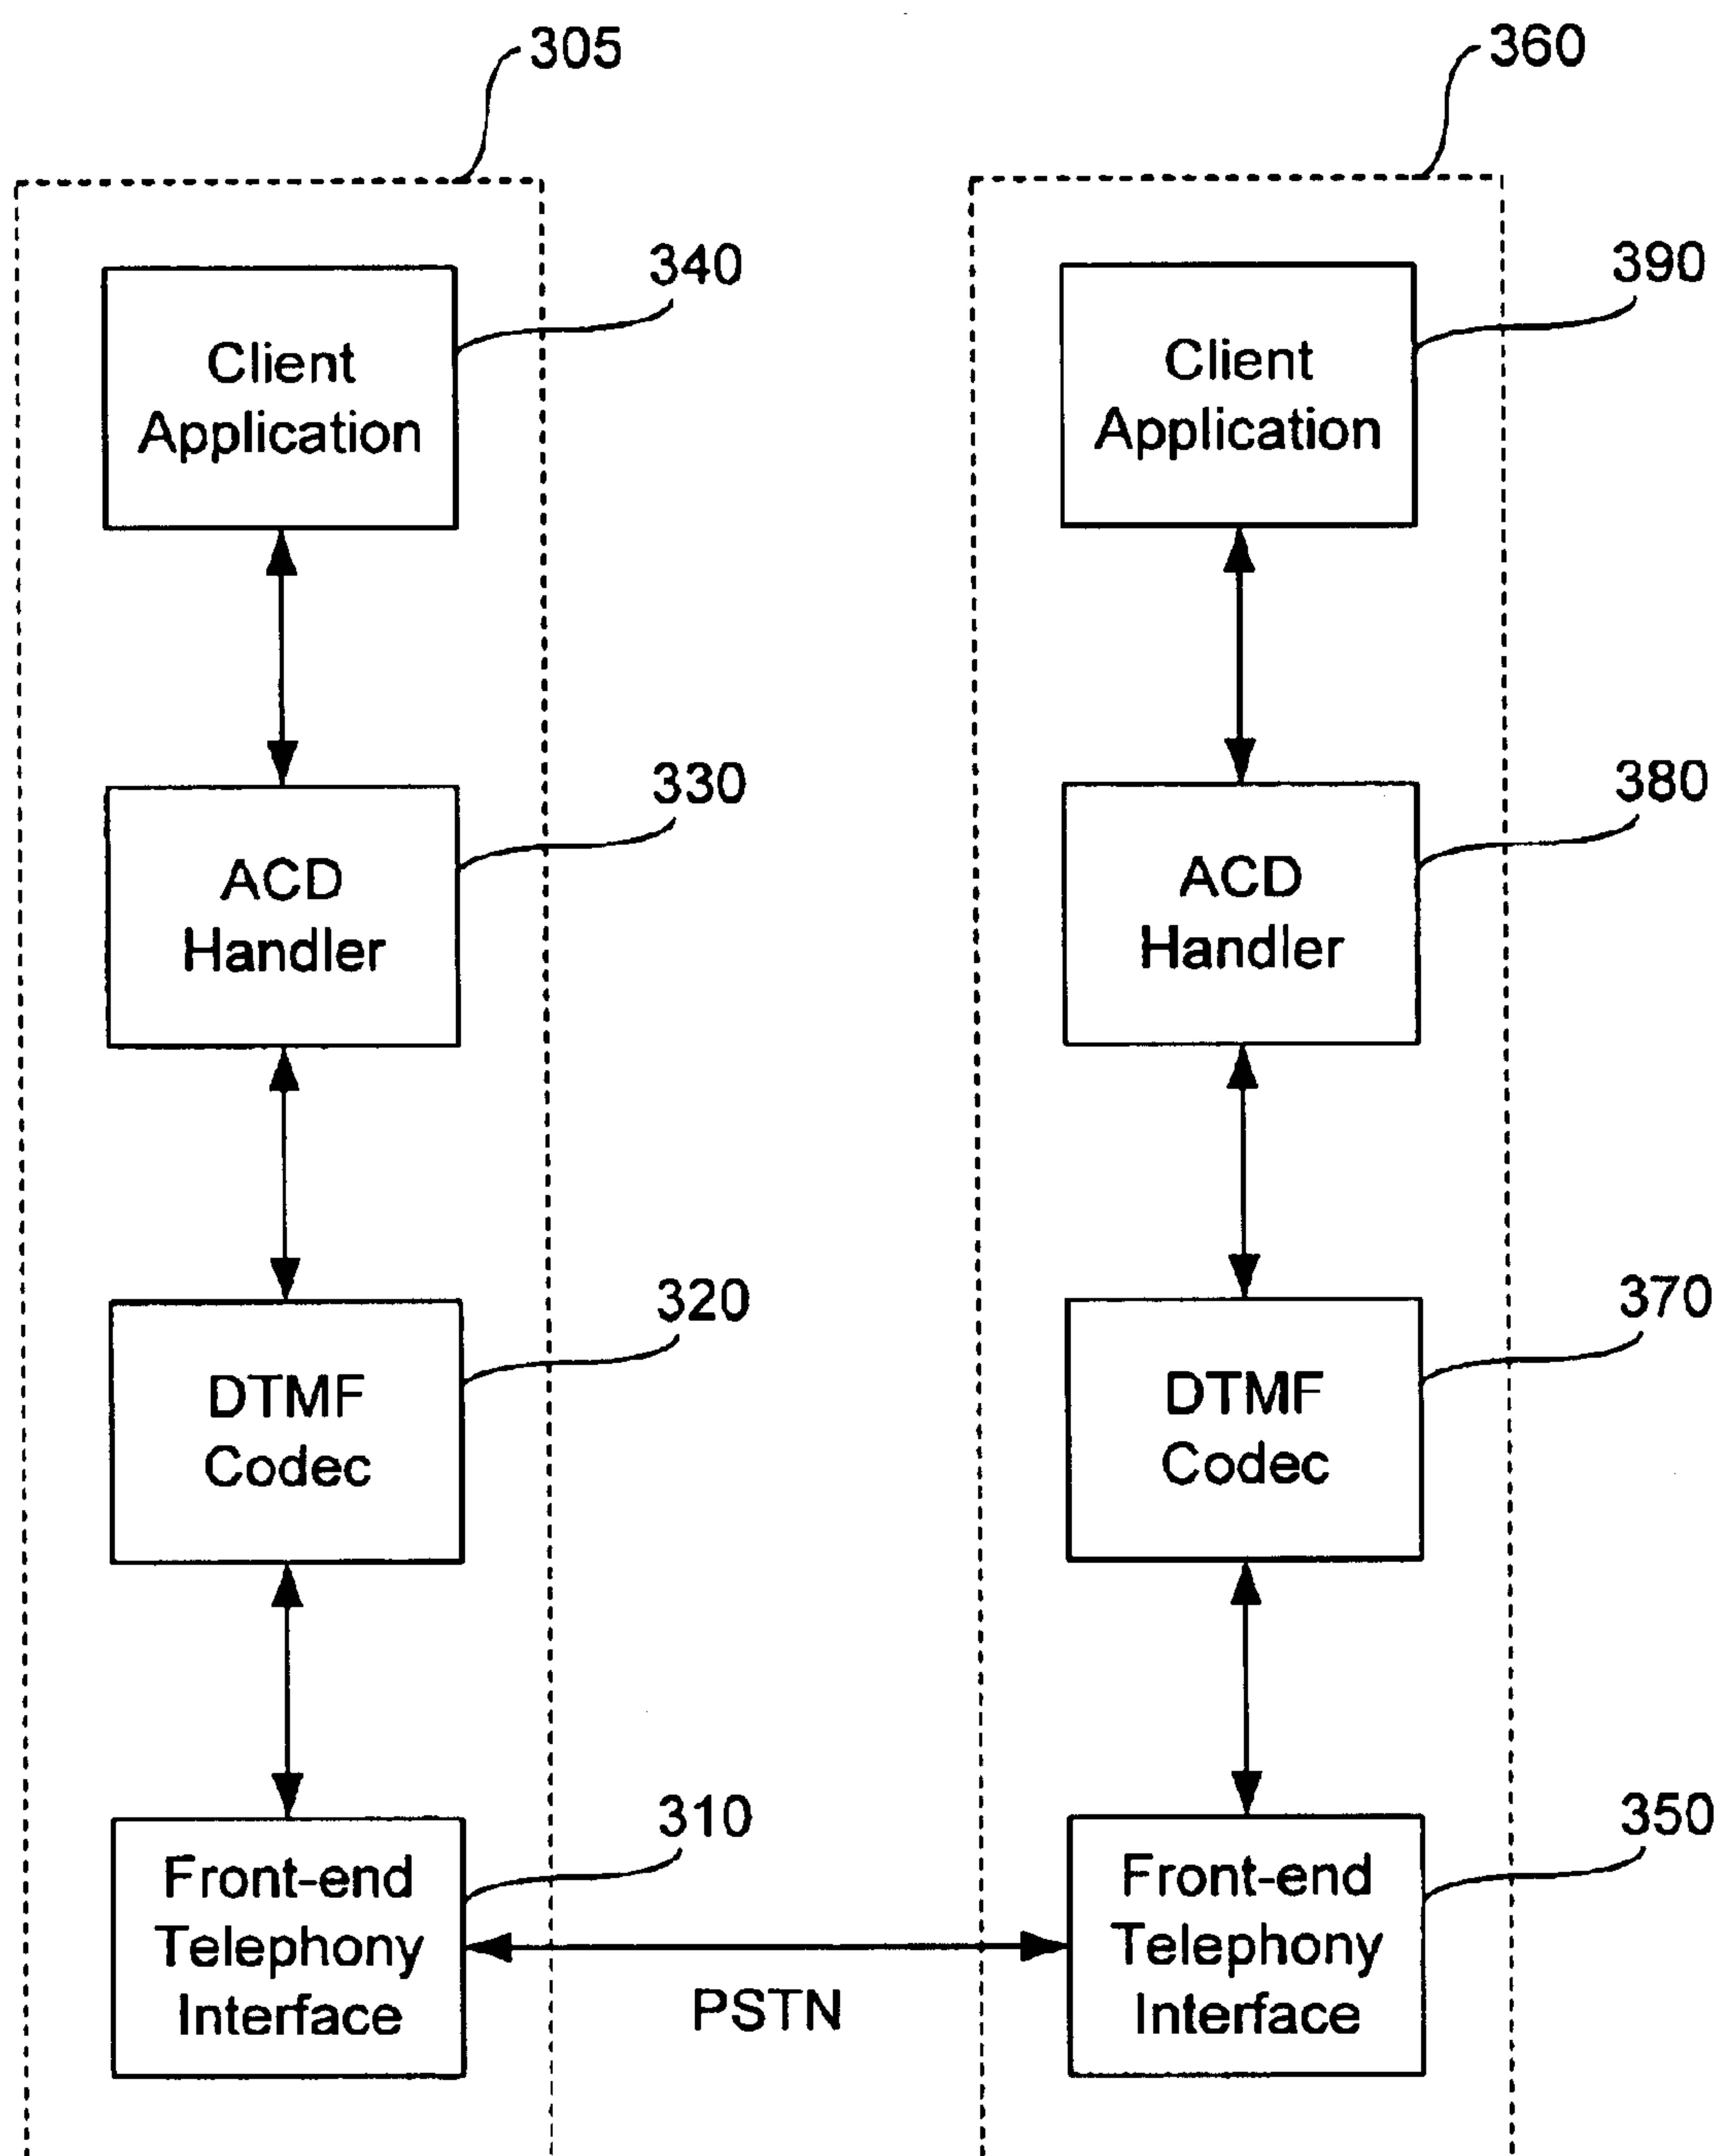 305
360
340
390
Client
Application
Client
Application
330
380
ACD
Handler
ACD
Handler
320
370
DTMF
Codec
DTMF
Codec
310
350
Front-end
Telephony
Interface
Front-end
Telephony
Interface
PSTN